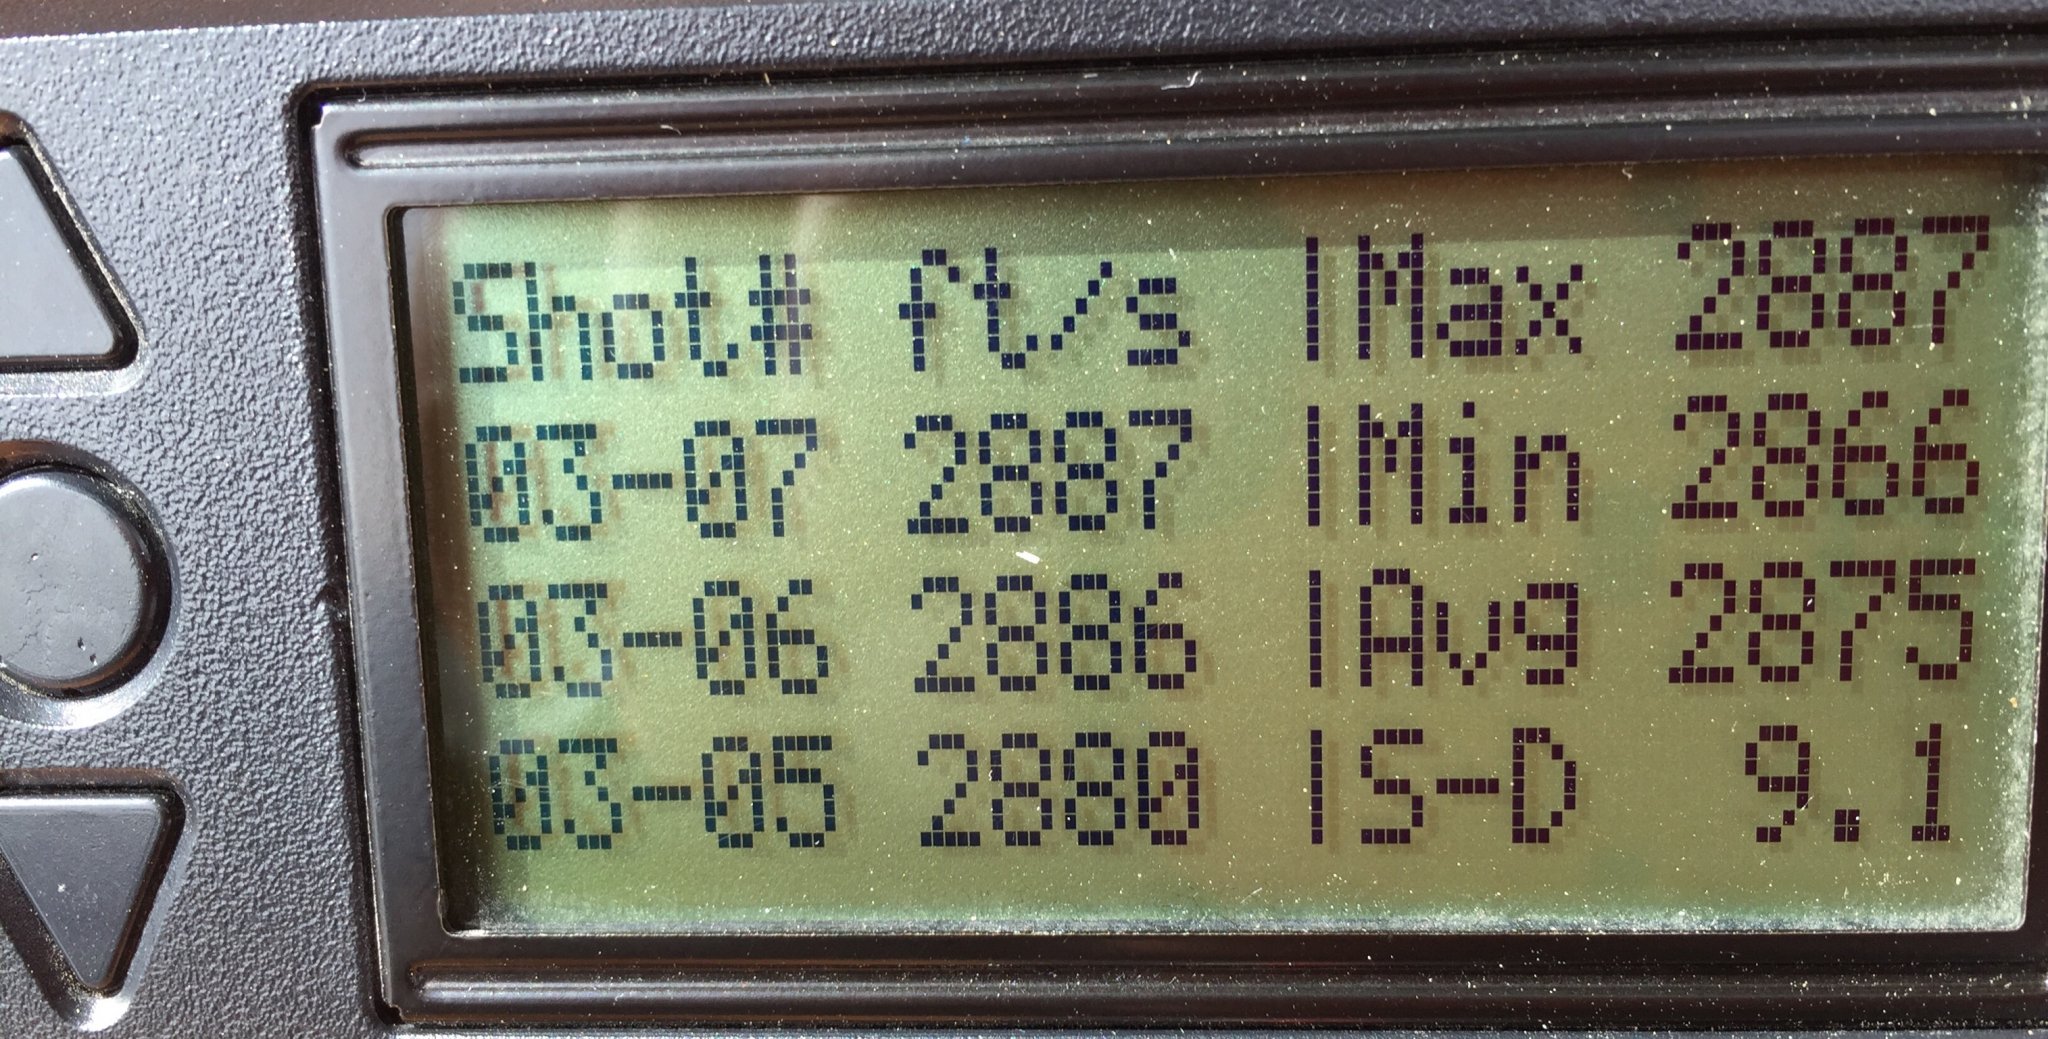 Shot# ft/s |Max 2887
03-07 2887 |Min 2866
03-06 2886 |Avg 2875
03-05 2880 |S-D 9.1